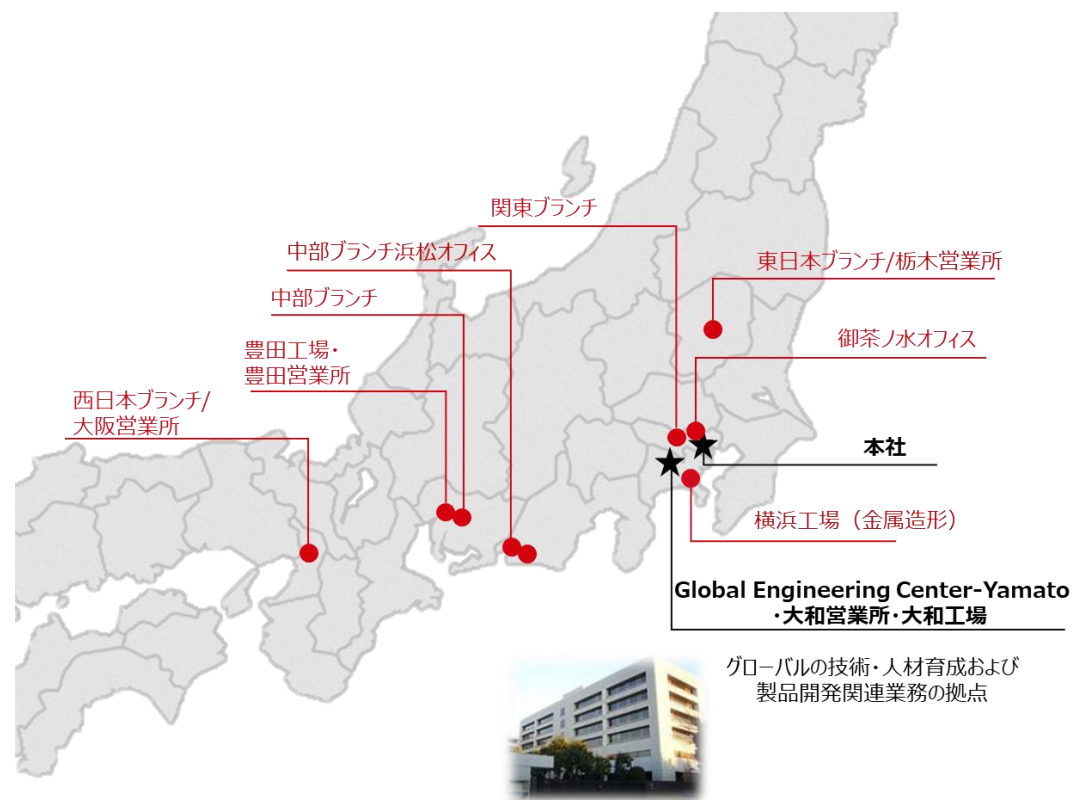 関東ブランチ
中部ブランチ浜松オフィス
東日本ブランチ/栃木営業所
中部ブランチ
御茶ノ水オフィス
豊田工場・
豊田営業所
西日本ブランチ/
大阪営業所
本社
横浜工場（金属造形）
Global Engineering Center-Yamato
・大和営業所・大和工場
グローバルの技術・人材育成および
製品開発関連業務の拠点